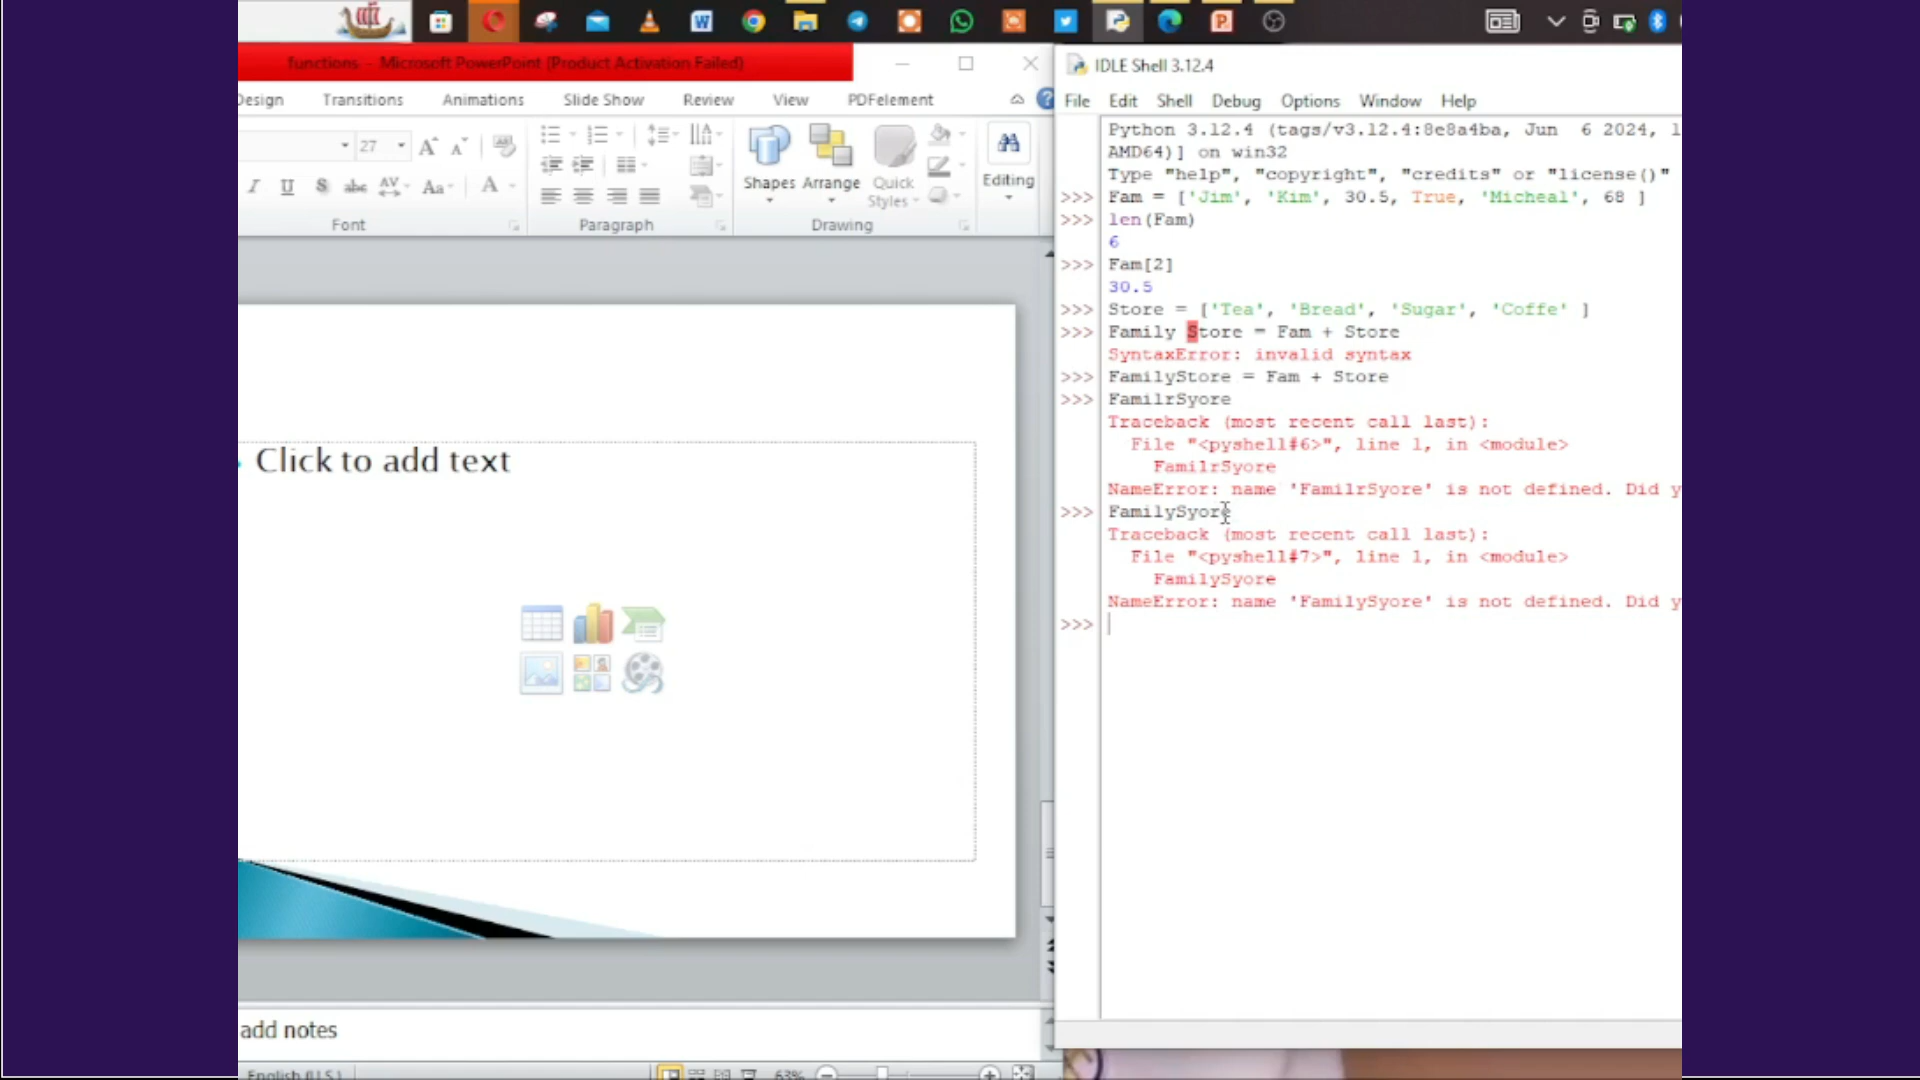 functions - Microsoft PowerPoint (Product Activation Failed)
Design Transitions Animations Slide Show Review View PDFelement
27
Shapes Arrange Quick Styles Editing
Font Paragraph Drawing
Click to add text
add notes
English (U.S.) 63%
IDLE Shell 3.12.4
File Edit Shell Debug Options Window Help
Python 3.12.4 (tags/v3.12.4:8e8a4ba, Jun 6 2024, 1
AMD64)] on win32
Type "help", "copyright", "credits" or "license()"
>>> Fam = ['Jim', 'Kim', 30.5, True, 'Micheal', 68 ]
>>> len(Fam)
6
>>> Fam[2]
30.5
>>> Store = ['Tea', 'Bread', 'Sugar', 'Coffe' ]
>>> Family Store = Fam + Store
SyntaxError: invalid syntax
>>> FamilyStore = Fam + Store
>>> FamilrSyore
Traceback (most recent call last):
File "<pyshell#6>", line 1, in <module>
FamilrSyore
NameError: name 'FamilrSyore' is not defined. Did y
>>> FamilySyore
Traceback (most recent call last):
File "<pyshell#7>", line 1, in <module>
FamilySyore
NameError: name 'FamilySyore' is not defined. Did y
>>>